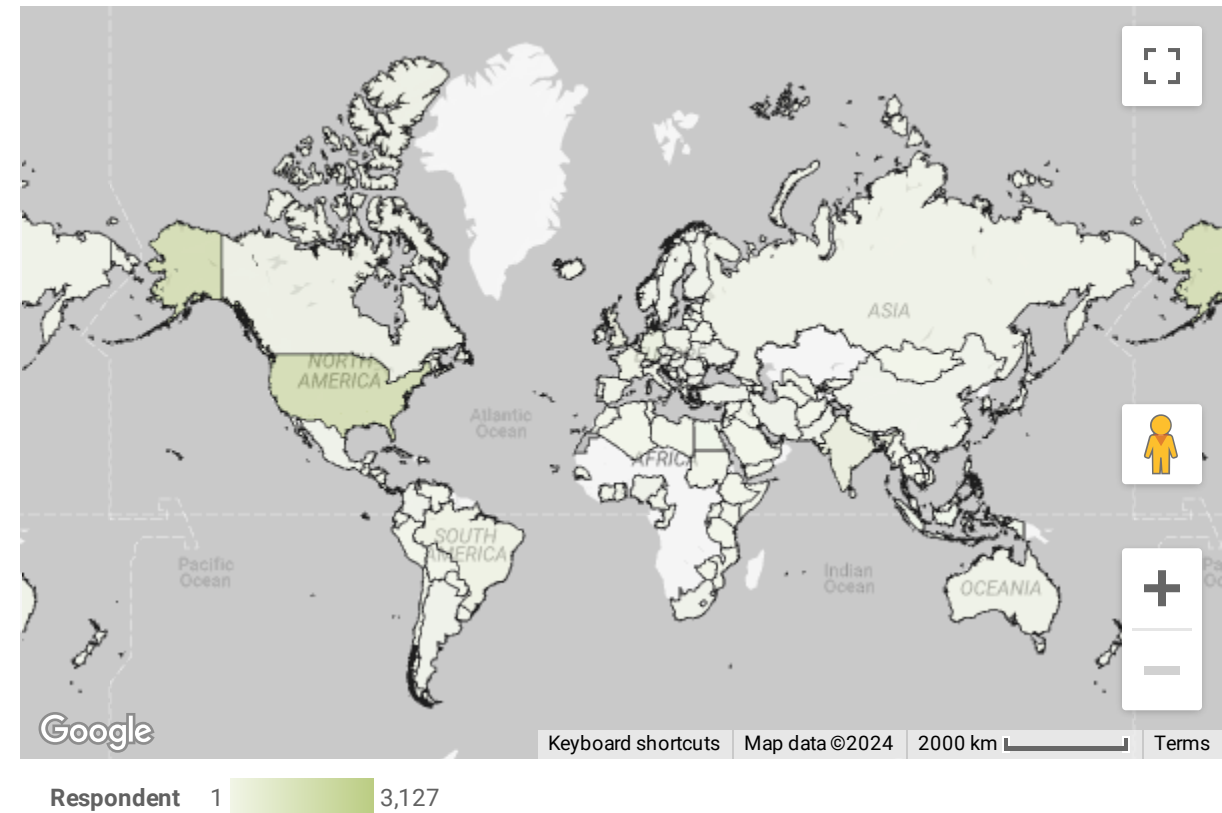 ASIA
NORTH
AMERICA
EUROPE
Atlantic
Ocean
AFRICA
SOUTH
AMERICA
Pacific
Ocean
Indian
Ocean
OCEANIA
Google
Keyboard shortcuts
Map data ©2024
2000 km
Terms
Respondent 1 3,127